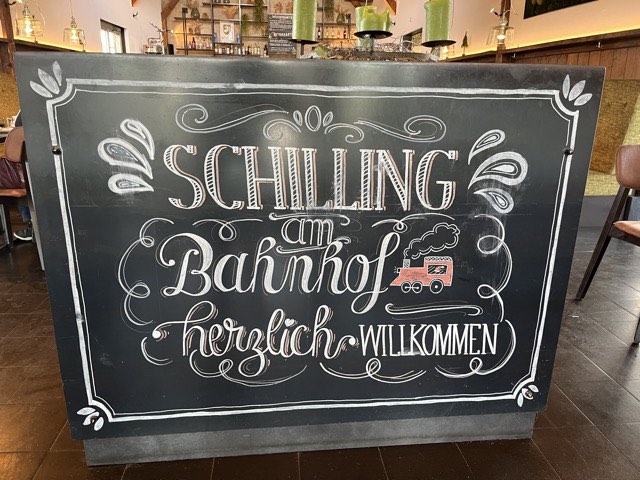 SCHILLING
am
Bahnhof
herzlich WILLKOMMEN